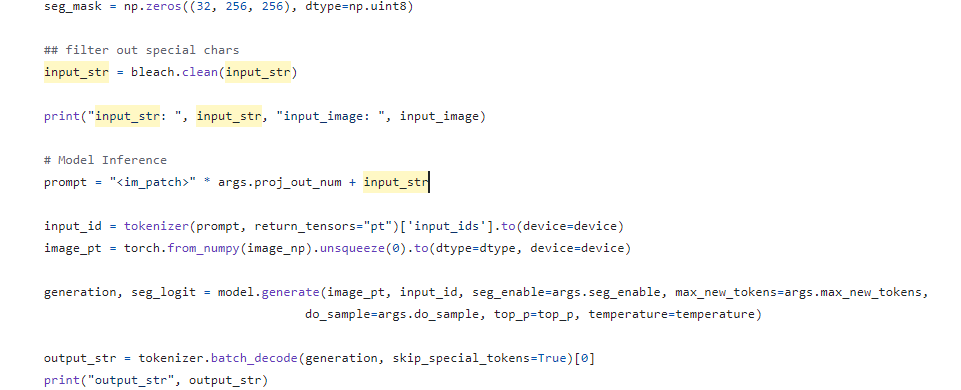 seg_mask = np.zeros((32, 256, 256), dtype=np.uint8)
## filter out special chars
input_str = bleach.clean(input_str)
print("input_str: ", input_str, "input_image: ", input_image)
# Model Inference
prompt = "<im_patch>" * args.proj_out_num + input_str
input_id = tokenizer(prompt, return_tensors="pt")['input_ids'].to(device=device)
image_pt = torch.from_numpy(image_np).unsqueeze(0).to(dtype=dtype, device=device)
generation, seg_logit = model.generate(image_pt, input_id, seg_enable=args.seg_enable, max_new_tokens=args.max_new_tokens,
do_sample=args.do_sample, top_p=top_p, temperature=temperature)
output_str = tokenizer.batch_decode(generation, skip_special_tokens=True)[0]
print("output_str", output_str)